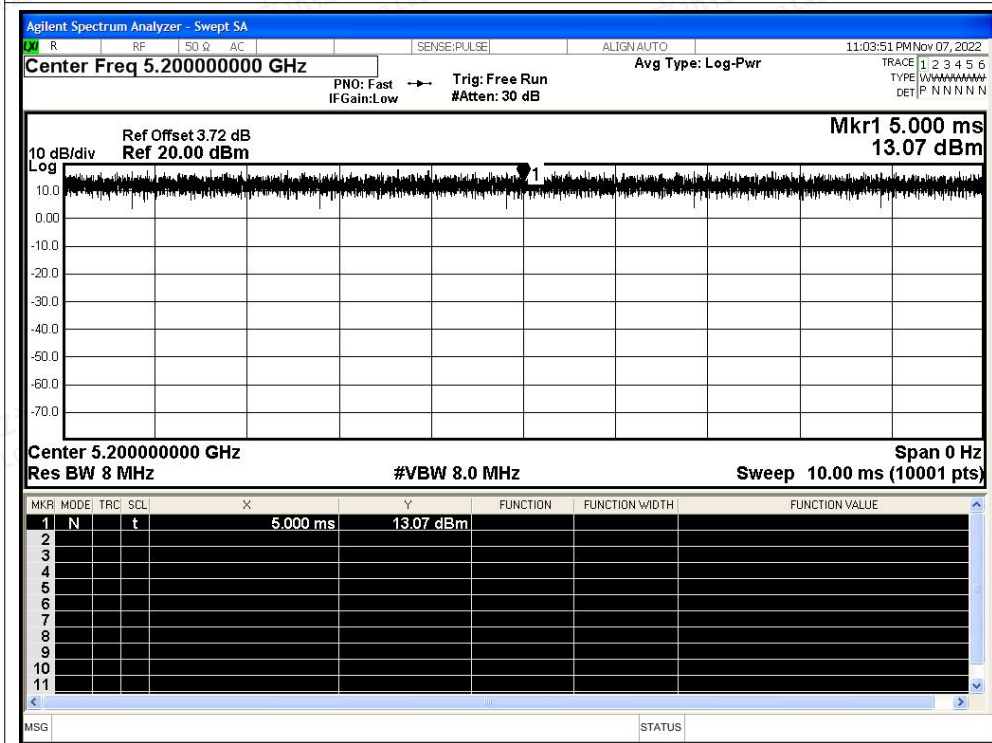 Agilent Spectrum Analyzer - Swept SA
LXI R RF 50 Ω AC SENSE:PULSE ALIGN AUTO 11:03:51 PM Nov 07, 2022
Center Freq 5.200000000 GHz
Avg Type: Log-Pwr
TRACE 1 2 3 4 5 6
PNO: Fast Trig: Free Run
TYPE WWWWWW
IFGain:Low #Atten: 30 dB
DET P N N N N N
Mkr1 5.000 ms
Ref Offset 3.72 dB
10 dB/div Ref 20.00 dBm
13.07 dBm
Log
1
10.0
0.00
-10.0
-20.0
-30.0
-40.0
-50.0
-60.0
-70.0
Center 5.200000000 GHz Span 0 Hz
Res BW 8 MHz #VBW 8.0 MHz Sweep 10.00 ms (10001 pts)
MKR MODE TRC SCL X Y FUNCTION FUNCTION WIDTH FUNCTION VALUE
1 N t 5.000 ms 13.07 dBm
2
3
4
5
6
7
8
9
10
11
MSG STATUS